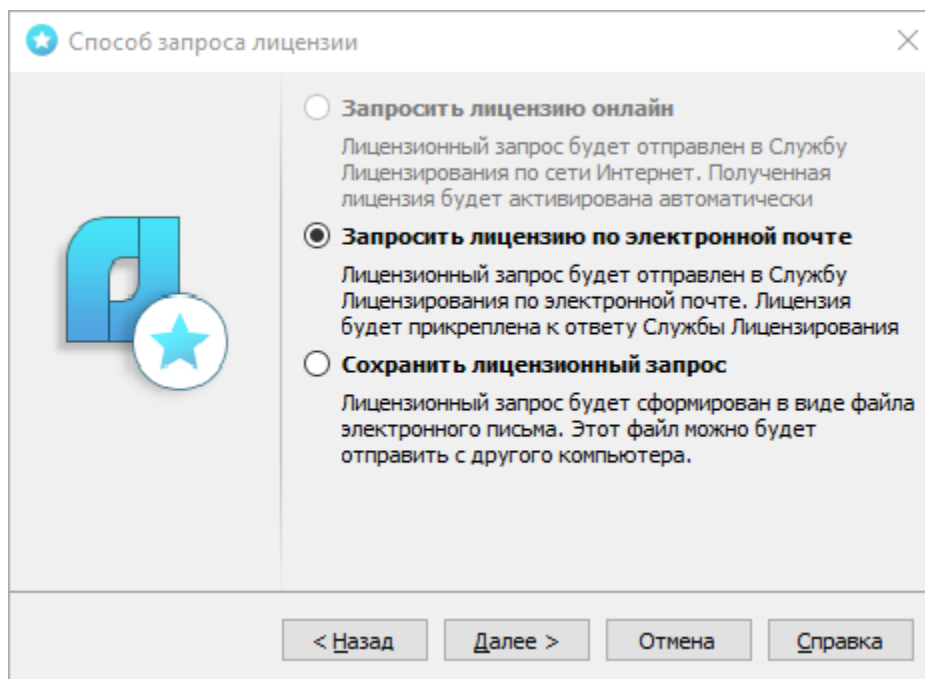 Способ запроса лицензии
Запросить лицензию онлайн
Лицензионный запрос будет отправлен в Службу
Лицензирования по сети Интернет. Полученная
лицензия будет активирована автоматически
Запросить лицензию по электронной почте
Лицензионный запрос будет отправлен в Службу
Лицензирования по электронной почте. Лицензия
будет прикреплена к ответу Службы Лицензирования
Сохранить лицензионный запрос
Лицензионный запрос будет сформирован в виде файла
электронного письма. Этот файл можно будет
отправить с другого компьютера.
< Назад Далее > Отмена Справка